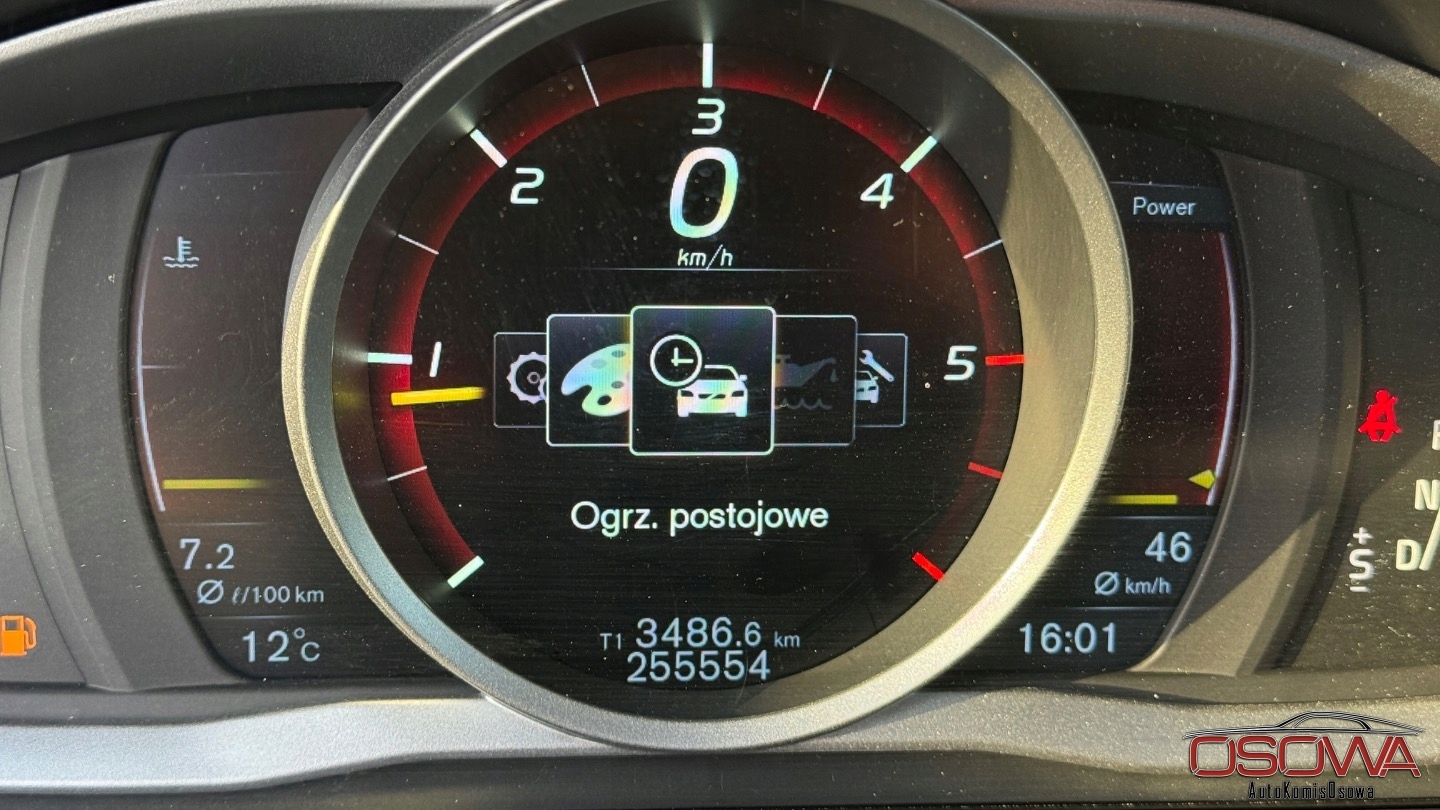 3
2
4
0
km/h
Power
1
5
Ogrz. postojowe
7.2
Ø ℓ/100 km
12°C
T1 3486.6 km
255554
46
Ø km/h
16:01
N
+
S
−
D/
OSOWA
AutoKomisOsowa